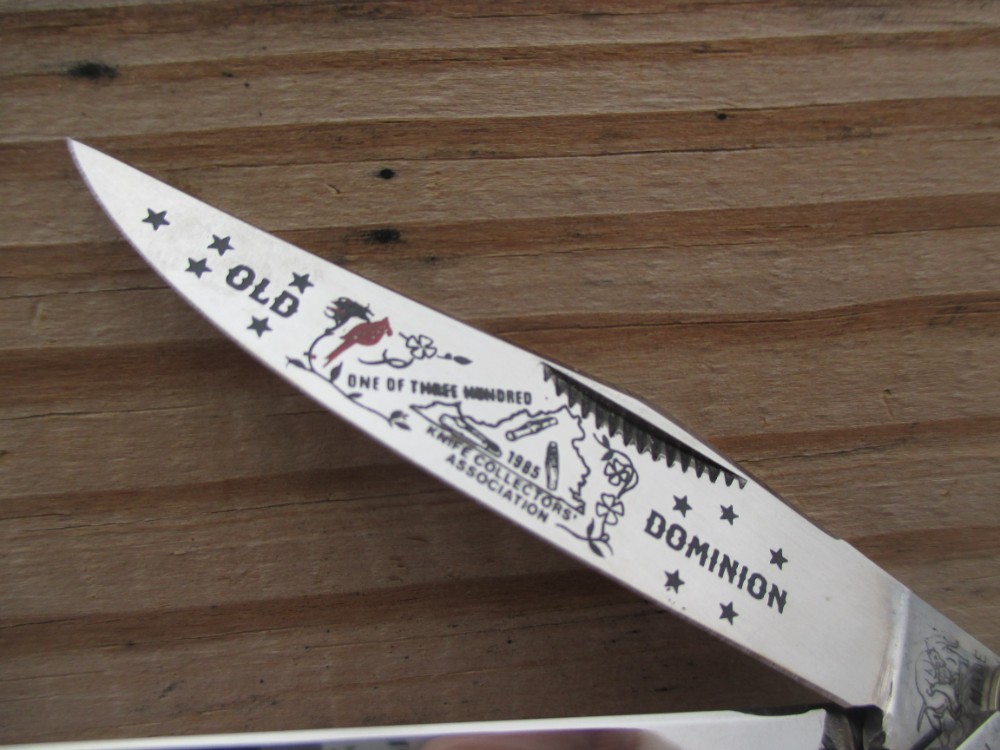 OLD
ONE OF THREE HUNDRED
1985
KNIFE COLLECTORS'
ASSOCIATION
DOMINION